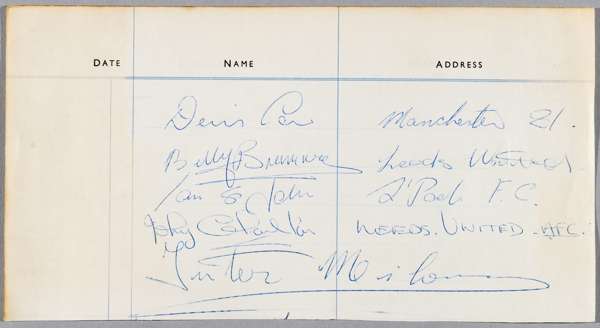 DATE NAME ADDRESS
Denis Law Manchester 21.
Billy Bremner Leeds United
Ian St John L'Pool F.C.
Leeds. United. AFC.
Inter Milan